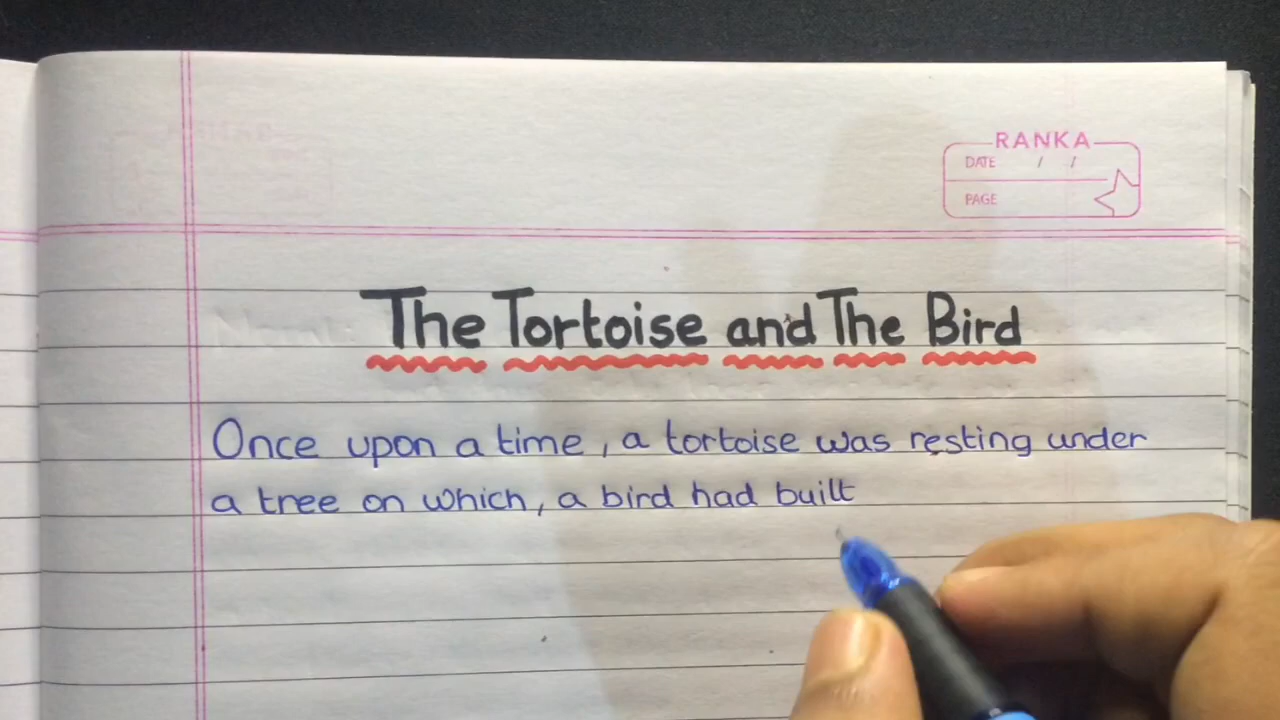 RANKA
DATE / /
PAGE
The Tortoise and The Bird
Once upon a time, a tortoise was resting under
a tree on which, a bird had built